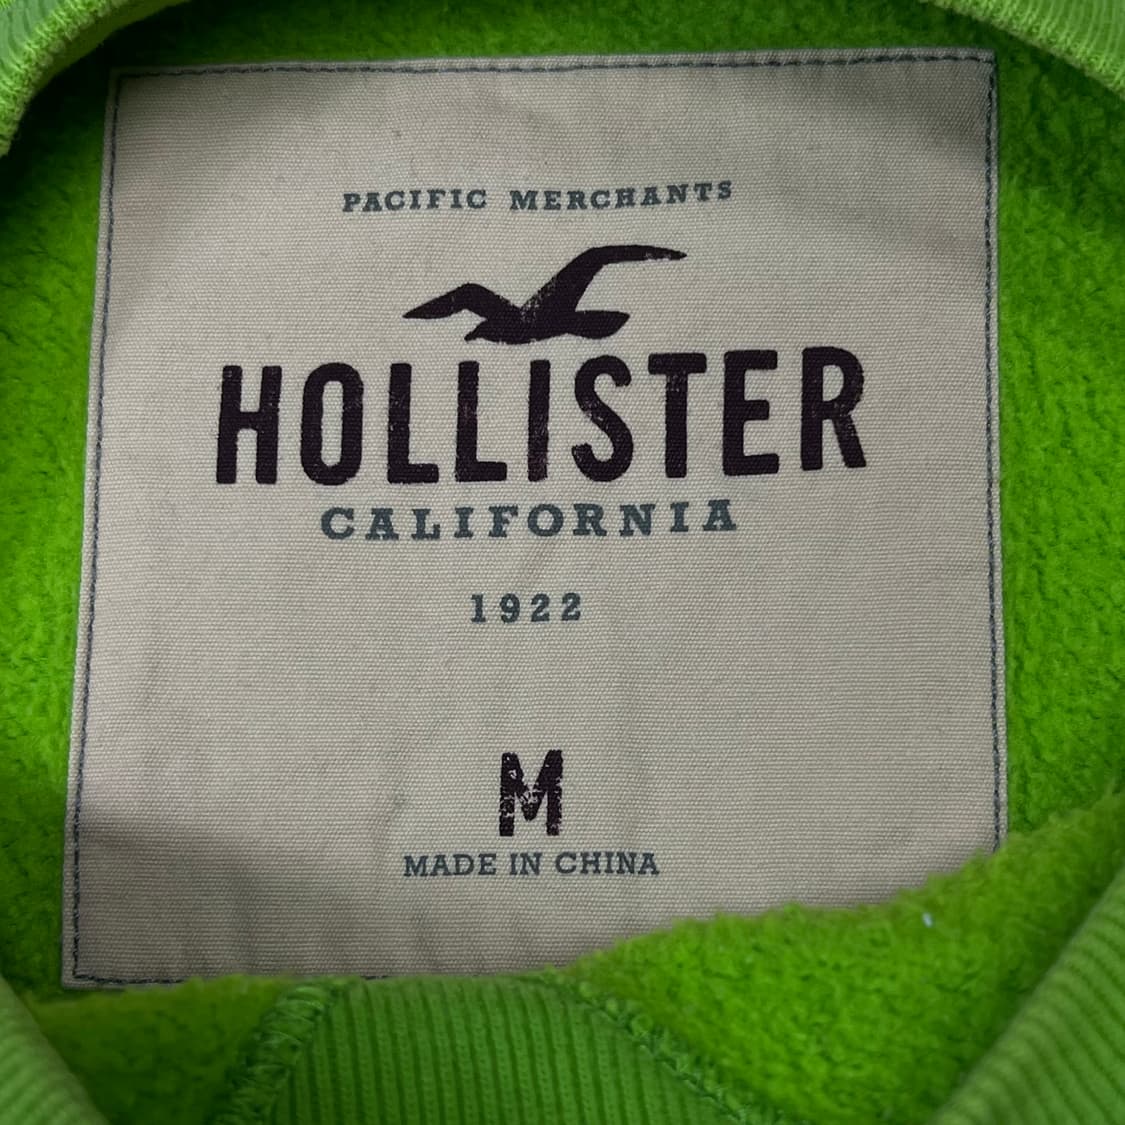 PACIFIC MERCHANTS
HOLLISTER
CALIFORNIA
1922
M
MADE IN CHINA